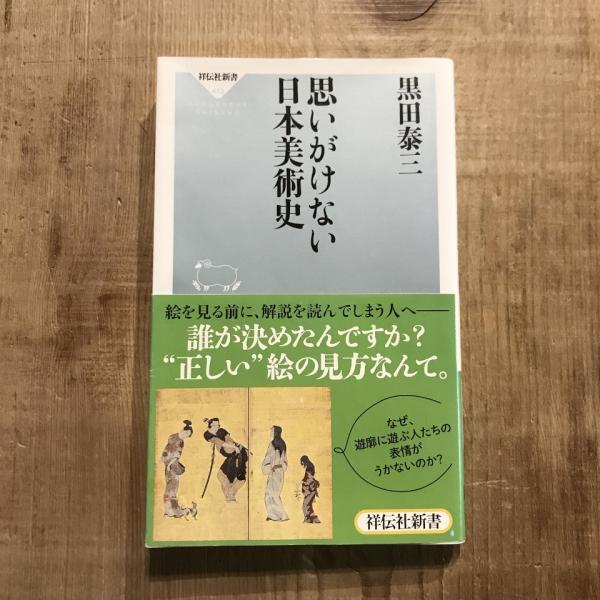 祥伝社新書
黒田泰三
思いがけない
日本美術史
絵を見る前に、解説を読んでしまう人へ──
誰が決めたんですか?
“正しい”絵の見方なんて。
なぜ、
遊廓に遊ぶ人たちの
表情が
うかないのか?
祥伝社新書